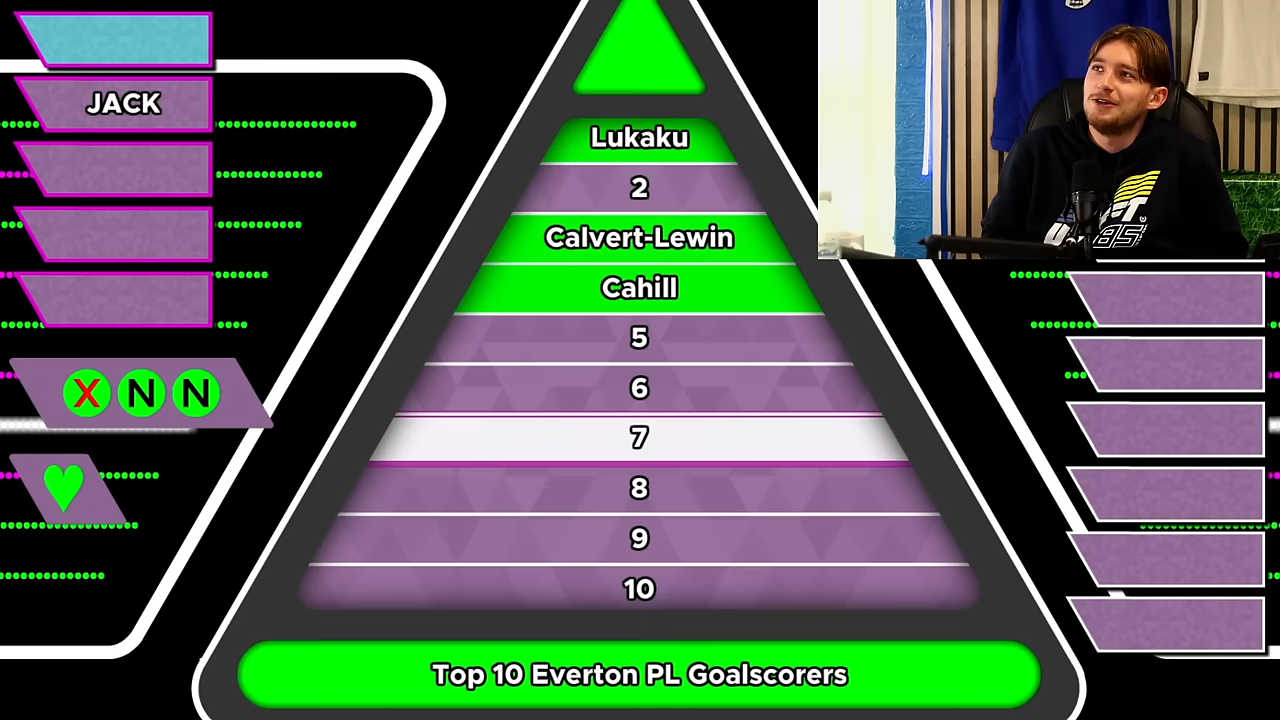 JACK
Lukaku
2
Calvert-Lewin
Cahill
5
6
7
8
9
10
X N N
Top 10 Everton PL Goalscorers